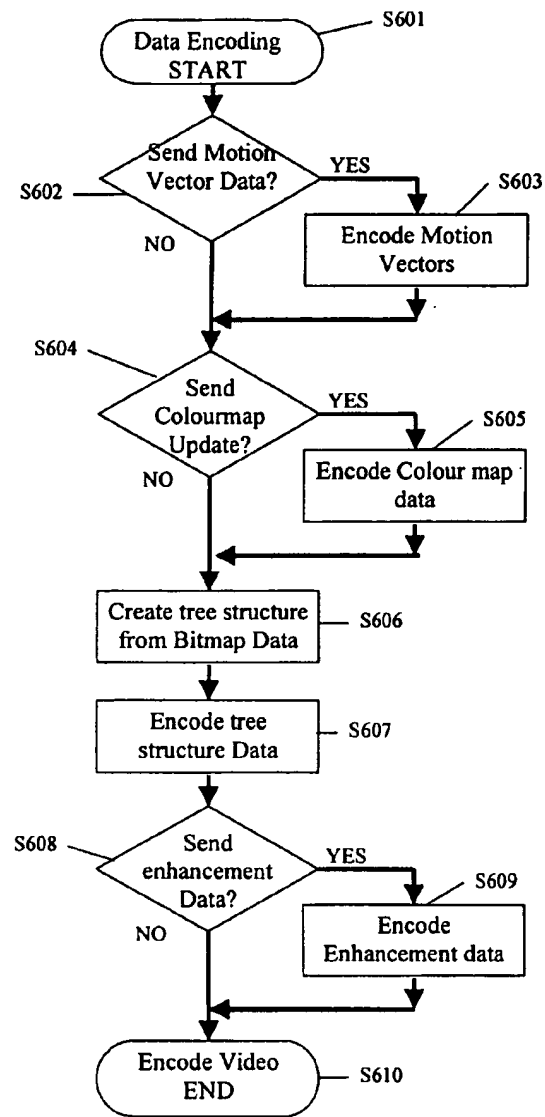 S601
Data Encoding
START
Send Motion
Vector Data?
YES
S602
S603
NO
Encode Motion
Vectors
S604
Send
Colourmap
Update?
YES
S605
NO
Encode Colour map
data
Create tree structure
from Bitmap Data
S606
Encode tree
structure Data
S607
S608
Send
enhancement
Data?
YES
S609
NO
Encode
Enhancement data
Encode Video
END
S610